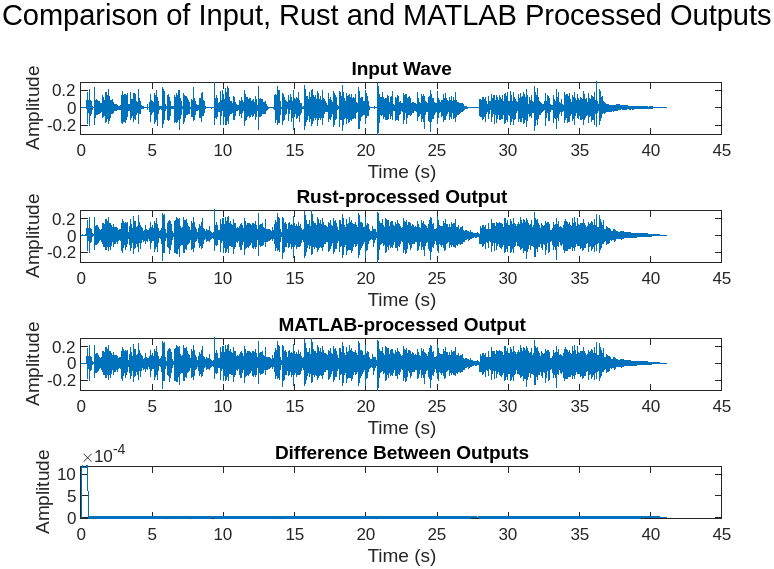 Comparison of Input, Rust and MATLAB Processed Outputs
Input Wave
Amplitude
0.2
0
-0.2
0 5 10 15 20 25 30 35 40 45
Time (s)
Rust-processed Output
Amplitude
0.2
0
-0.2
0 5 10 15 20 25 30 35 40 45
Time (s)
MATLAB-processed Output
Amplitude
0.2
0
-0.2
0 5 10 15 20 25 30 35 40 45
Time (s)
Difference Between Outputs
×10⁻⁴
Amplitude
10
5
0
0 5 10 15 20 25 30 35 40 45
Time (s)